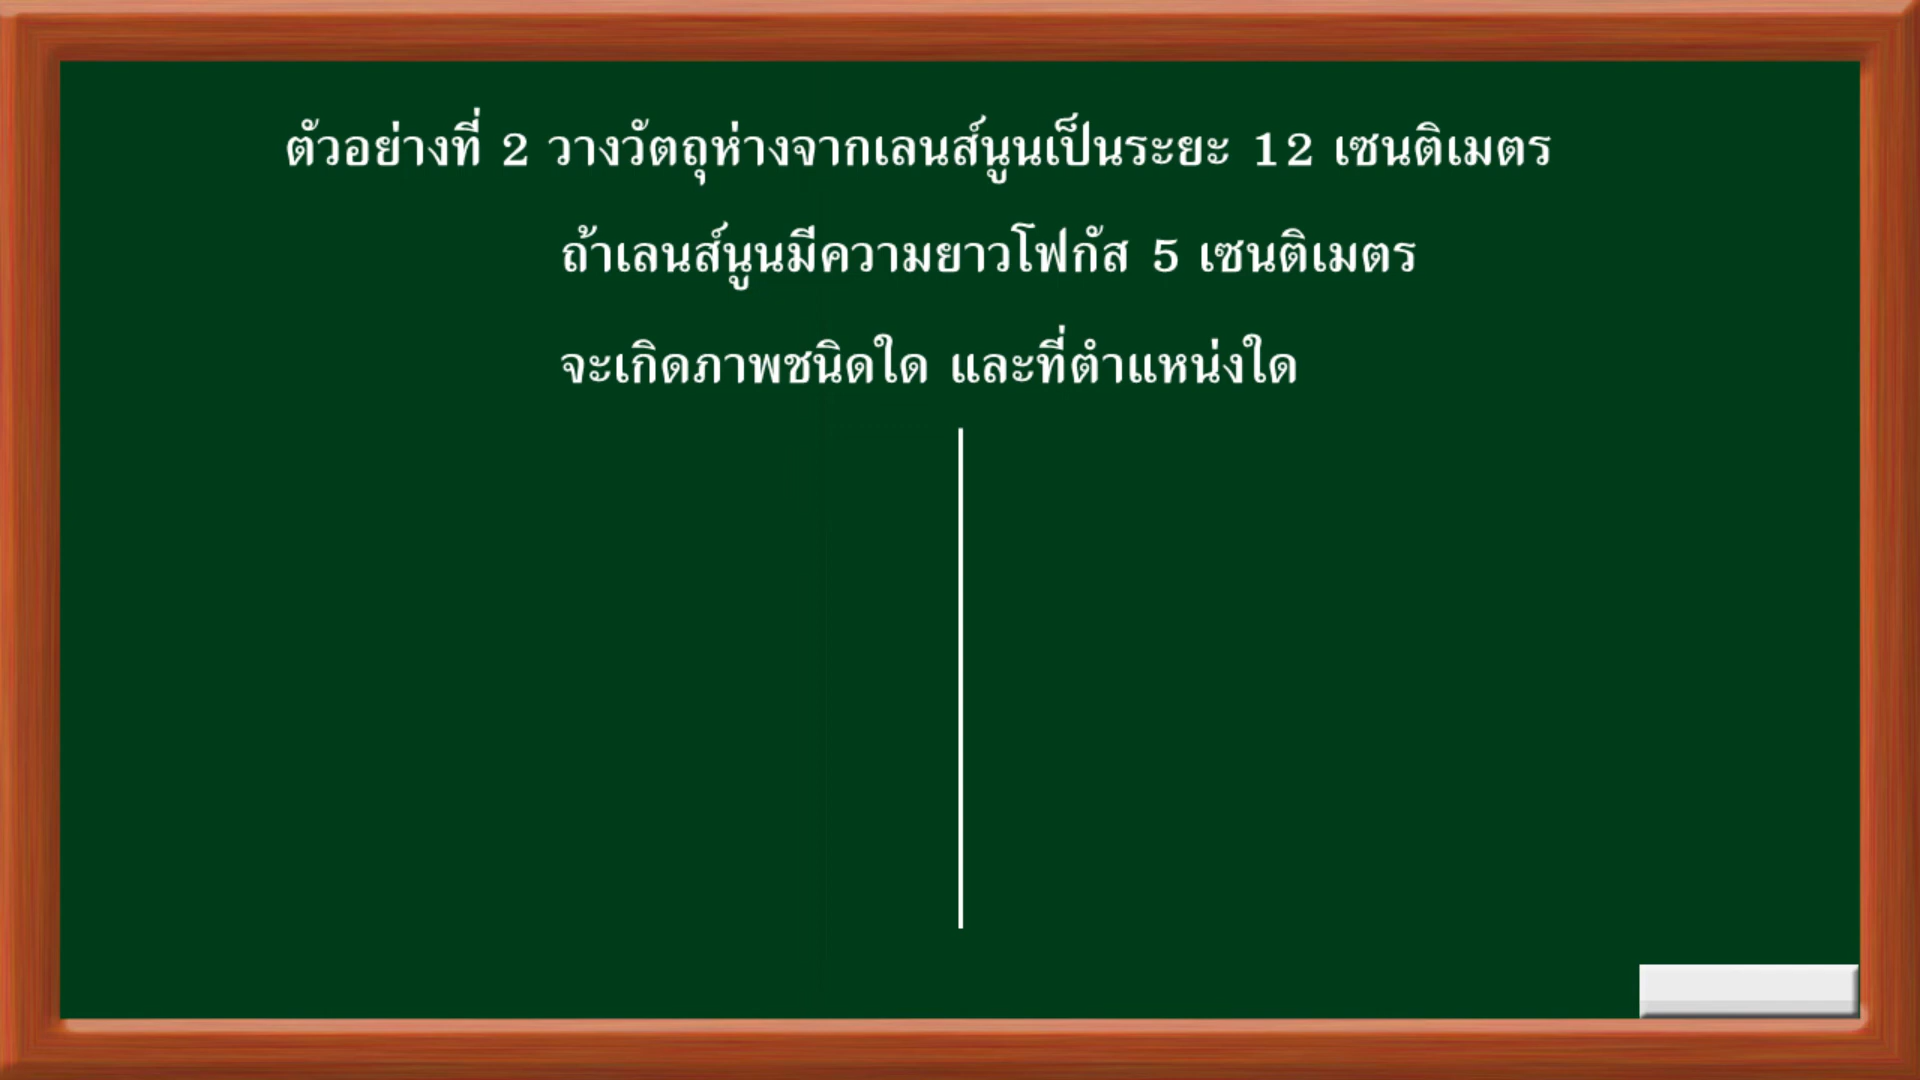 ตัวอย่างที่ 2 วางวัตถุห่างจากเลนส์นูนเป็นระยะ 12 เซนติเมตร
ถ้าเลนส์นูนมีความยาวโฟกัส 5 เซนติเมตร
จะเกิดภาพชนิดใด และที่ตำแหน่งใด